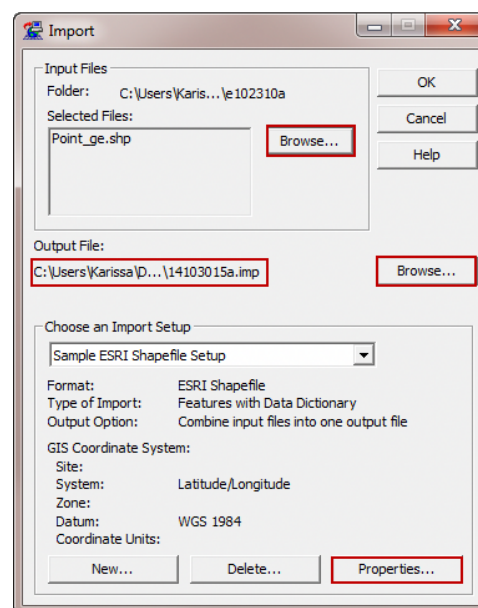 Import
Input Files
Folder: C:\Users\Karis...\e102310a
Selected Files:
Point_ge.shp
Browse...
OK
Cancel
Help
Output File:
C:\Users\Karissa\D...\14103015a.imp
Browse...
Choose an Import Setup
Sample ESRI Shapefile Setup
Format: ESRI Shapefile
Type of Import: Features with Data Dictionary
Output Option: Combine input files into one output file
GIS Coordinate System:
Site:
System: Latitude/Longitude
Zone:
Datum: WGS 1984
Coordinate Units:
New... Delete... Properties...